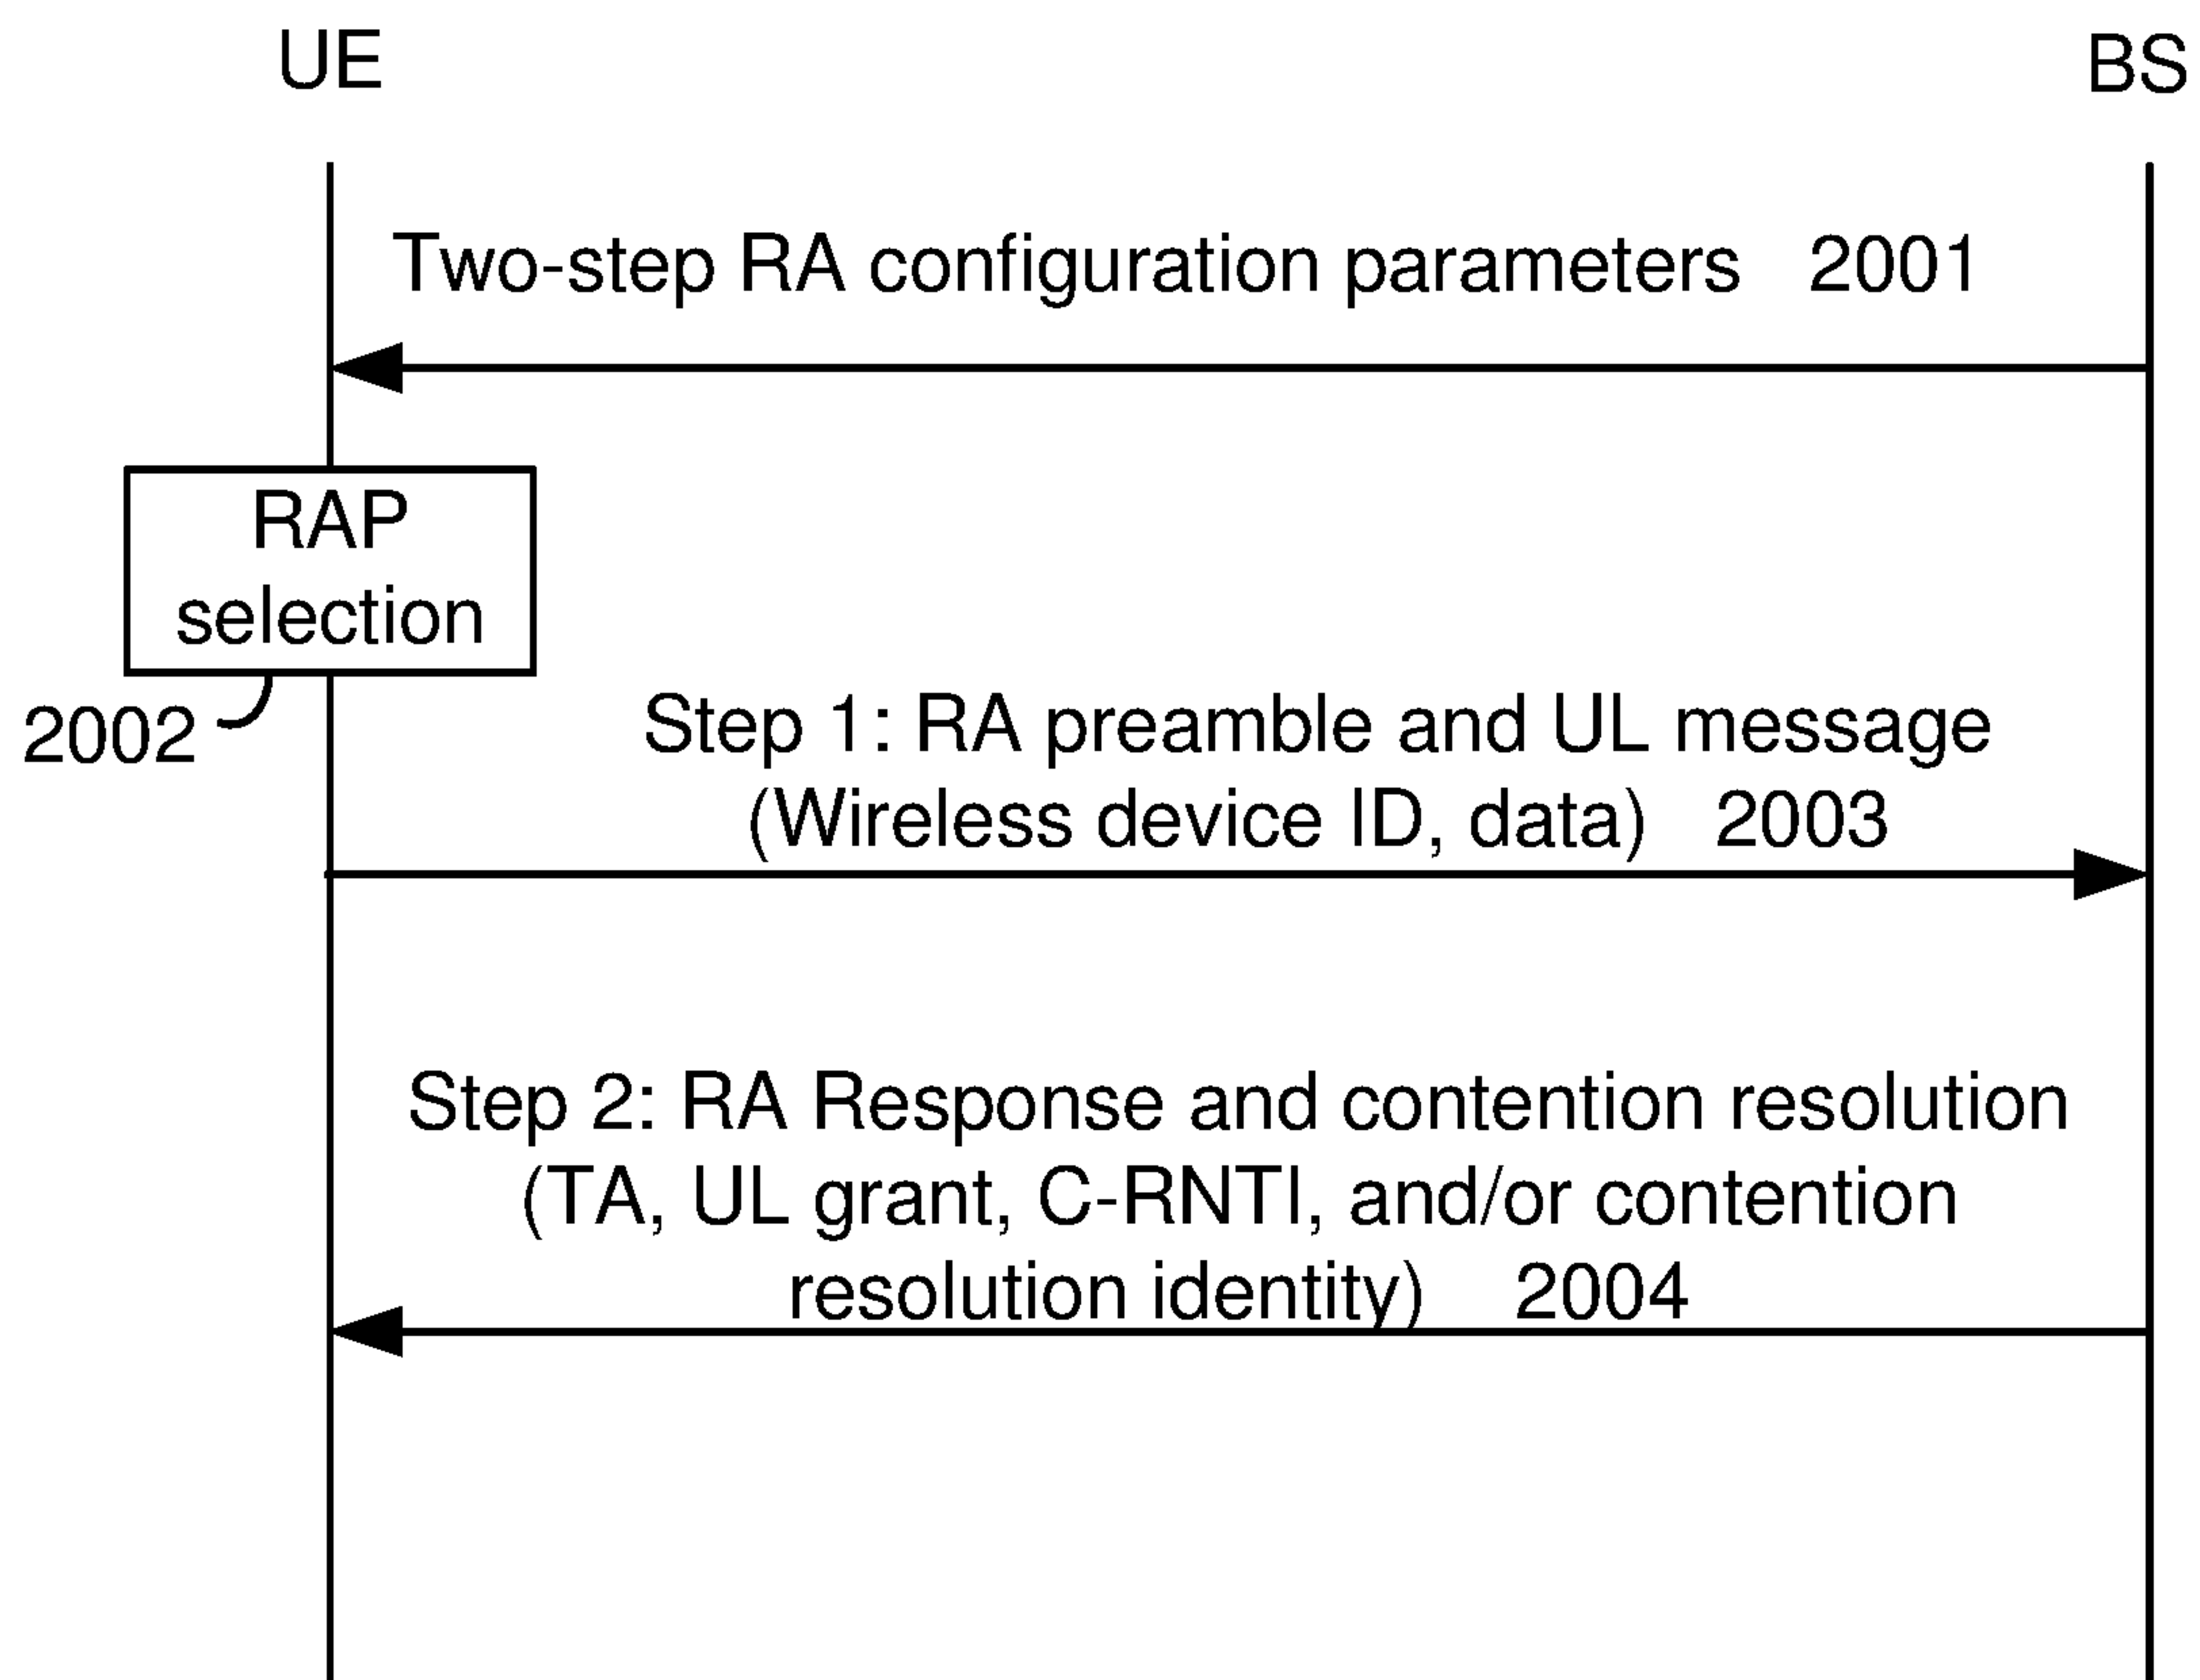 UE
BS
Two-step RA configuration parameters 2001
RAP
selection
2002
Step 1: RA preamble and UL message
(Wireless device ID, data) 2003
Step 2: RA Response and contention resolution
(TA, UL grant, C-RNTI, and/or contention
resolution identity) 2004